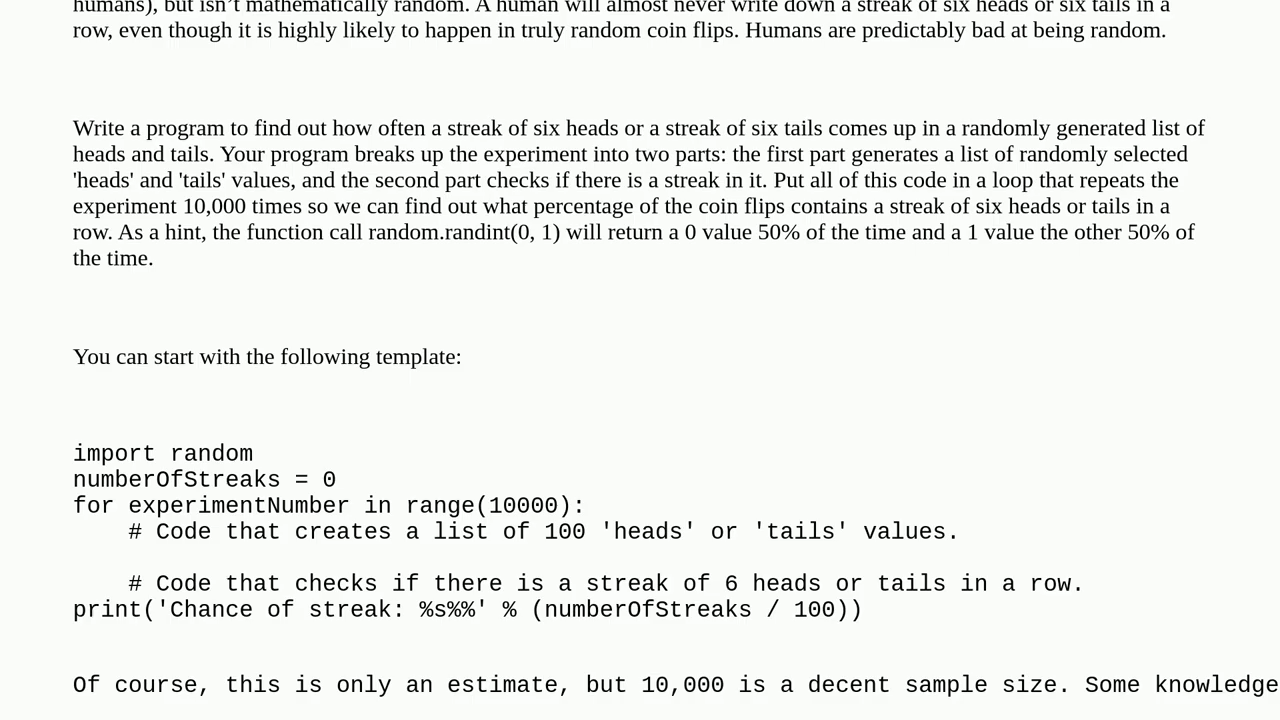 humans), but isn’t mathematically random. A human will almost never write down a streak of six heads or six tails in a
row, even though it is highly likely to happen in truly random coin flips. Humans are predictably bad at being random.
Write a program to find out how often a streak of six heads or a streak of six tails comes up in a randomly generated list of
heads and tails. Your program breaks up the experiment into two parts: the first part generates a list of randomly selected
'heads' and 'tails' values, and the second part checks if there is a streak in it. Put all of this code in a loop that repeats the
experiment 10,000 times so we can find out what percentage of the coin flips contains a streak of six heads or tails in a
row. As a hint, the function call random.randint(0, 1) will return a 0 value 50% of the time and a 1 value the other 50% of
the time.
You can start with the following template:
import random
numberOfStreaks = 0
for experimentNumber in range(10000):
    # Code that creates a list of 100 'heads' or 'tails' values.
    # Code that checks if there is a streak of 6 heads or tails in a row.
print('Chance of streak: %s%%' % (numberOfStreaks / 100))
Of course, this is only an estimate, but 10,000 is a decent sample size. Some knowledge